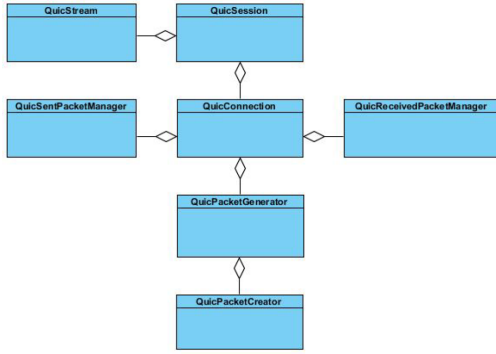 QuicStream
QuicSession
QuicSentPacketManager
QuicConnection
QuicReceivedPacketManager
QuicPacketGenerator
QuicPacketCreator